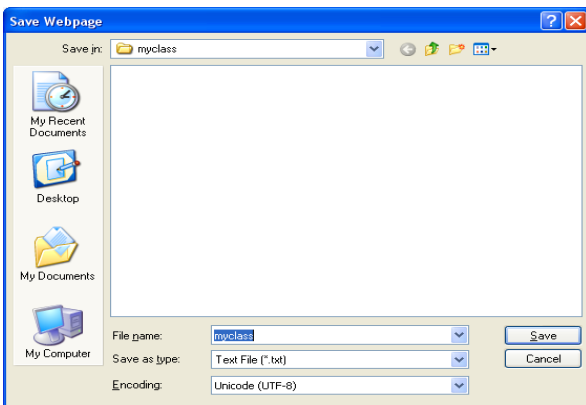 Save Webpage
Save in: myclass
My Recent
Documents
Desktop
My Documents
My Computer
File name: myclass Save
Save as type: Text File (*.txt) Cancel
Encoding: Unicode (UTF-8)